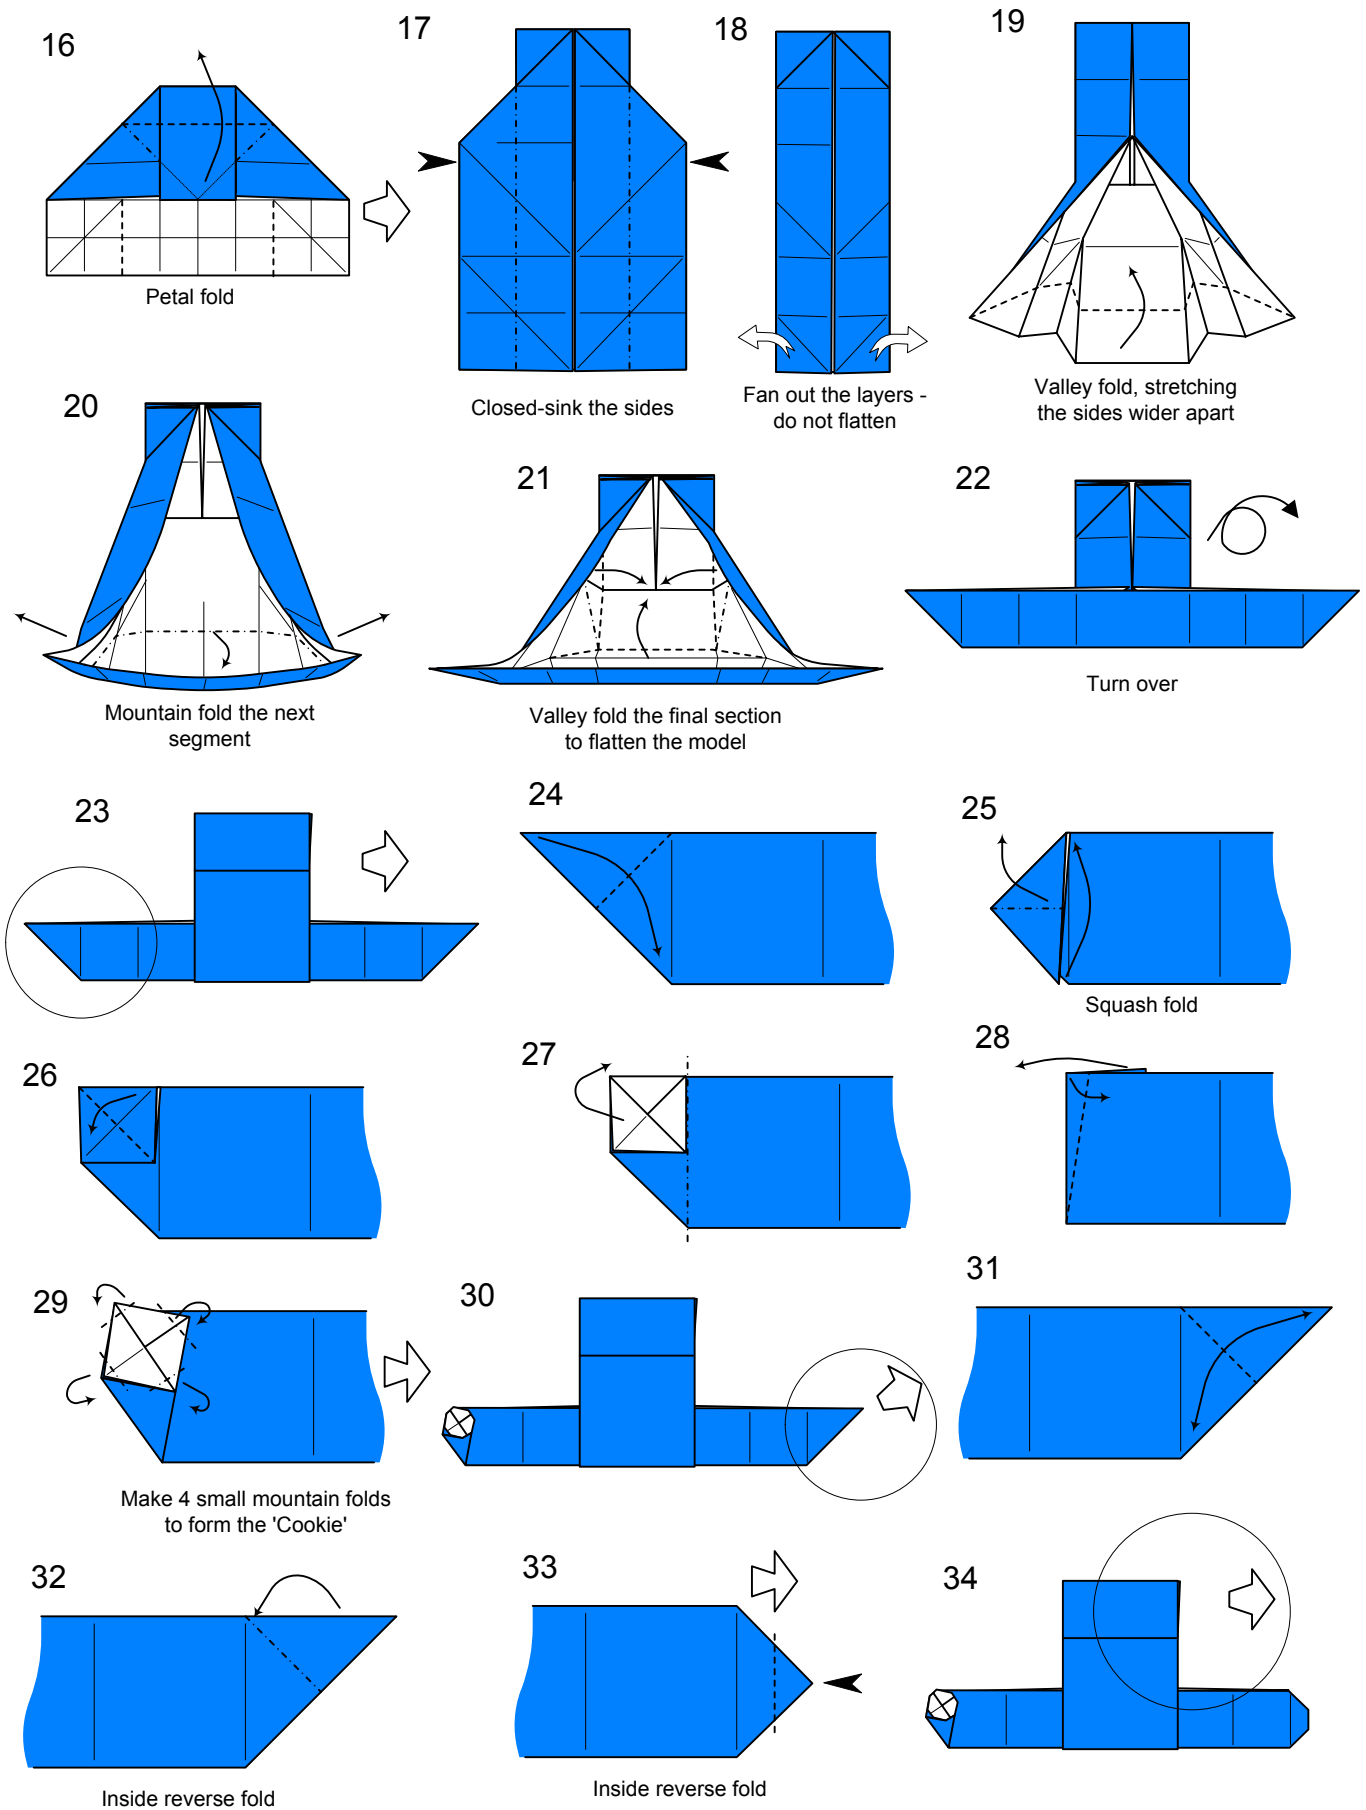 16
Petal fold
17
Closed-sink the sides
18
Fan out the layers -
do not flatten
19
Valley fold, stretching
the sides wider apart
20
Mountain fold the next
segment
21
Valley fold the final section
to flatten the model
22
Turn over
23
24
25
Squash fold
26
27
28
29
Make 4 small mountain folds
to form the 'Cookie'
30
31
32
Inside reverse fold
33
Inside reverse fold
34